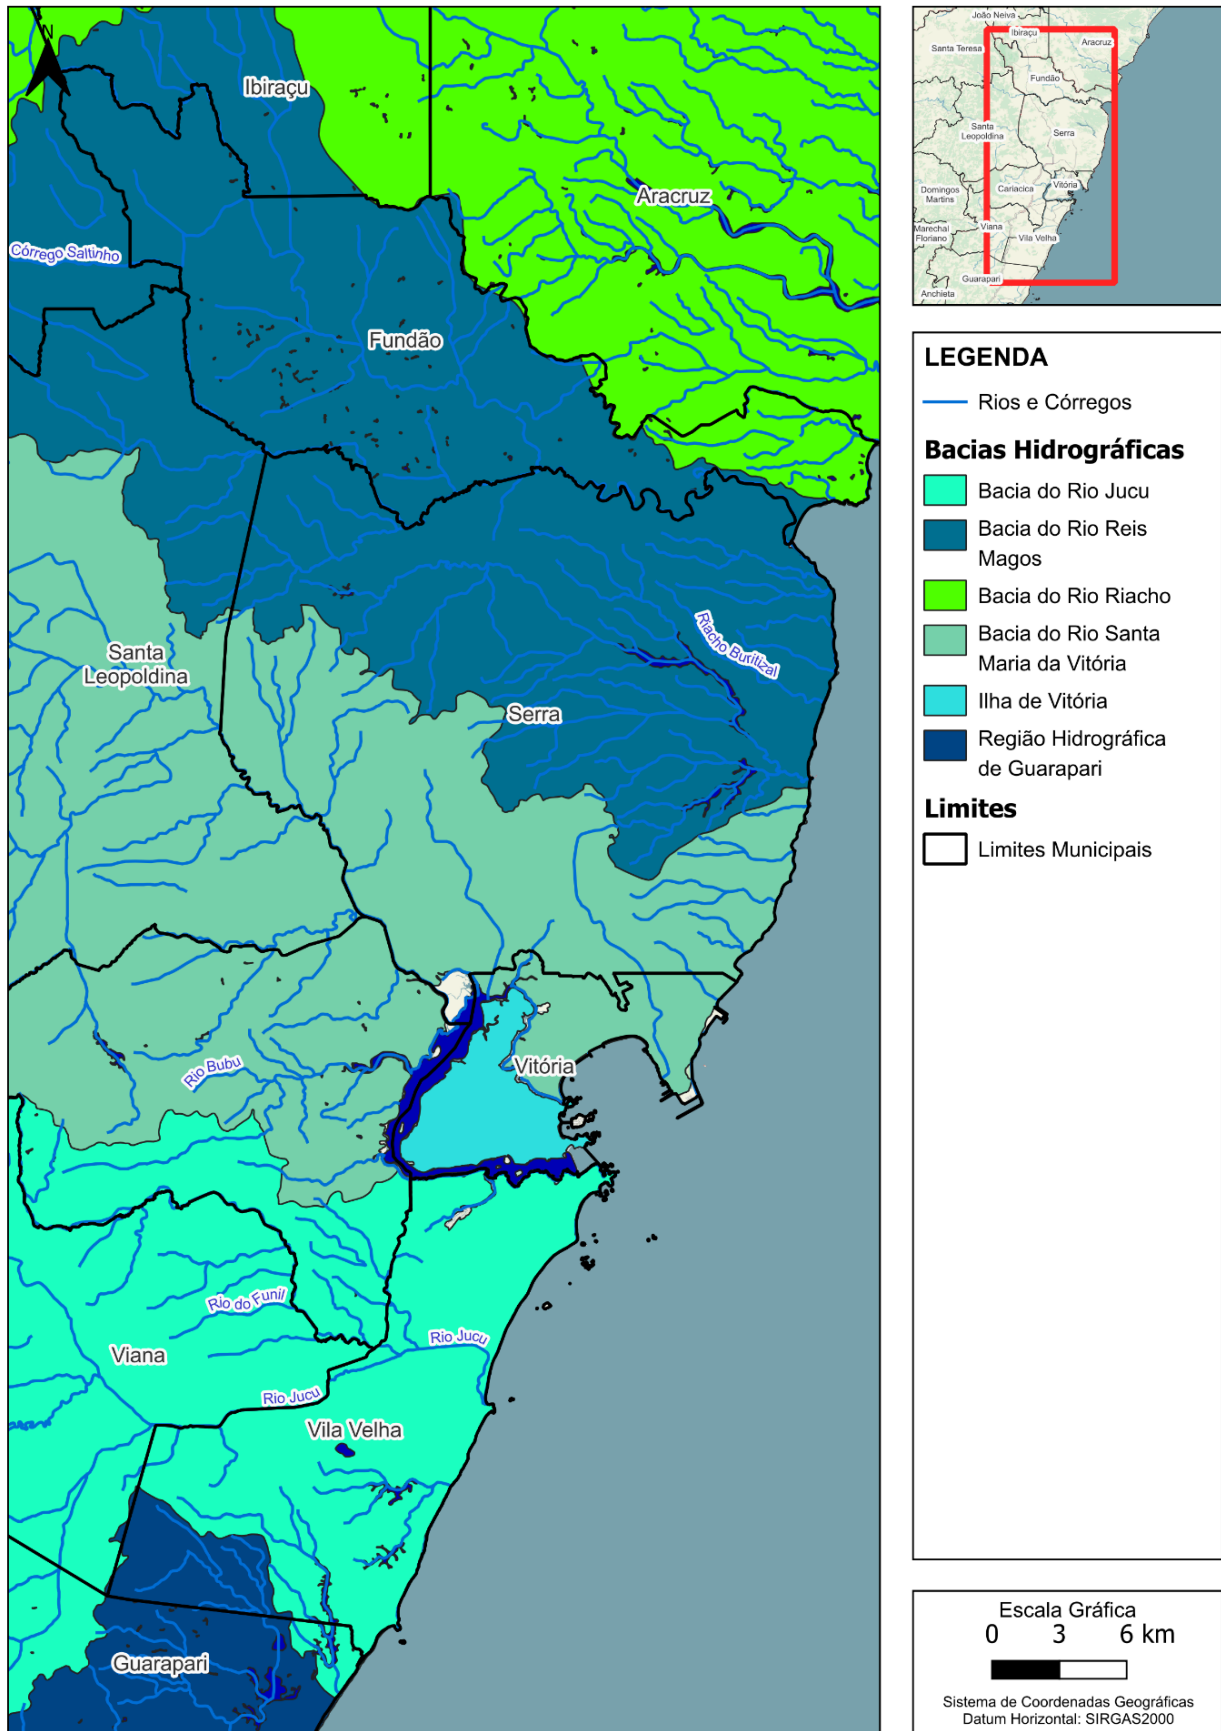 N
Ibiraçu
Aracruz
Córrego Saltinho
Fundão
Riacho Buritizal
Santa
Leopoldina
Serra
Rio Bubu
Vitória
Rio do Funil
Rio Jucu
Viana
Rio Jucu
Vila Velha
Guarapari
João Neiva
Ibiraçu
Santa Teresa
Aracruz
Fundão
Santa
Leopoldina
Serra
Domingos
Martins
Cariacica
Vitória
Marechal
Floriano
Viana
Vila Velha
Guarapari
Anchieta
LEGENDA
Rios e Córregos
Bacias Hidrográficas
Bacia do Rio Jucu
Bacia do Rio Reis
Magos
Bacia do Rio Riacho
Bacia do Rio Santa
Maria da Vitória
Ilha de Vitória
Região Hidrográfica
de Guarapari
Limites
Limites Municipais
Escala Gráfica
0 3 6 km
Sistema de Coordenadas Geográficas
Datum Horizontal: SIRGAS2000